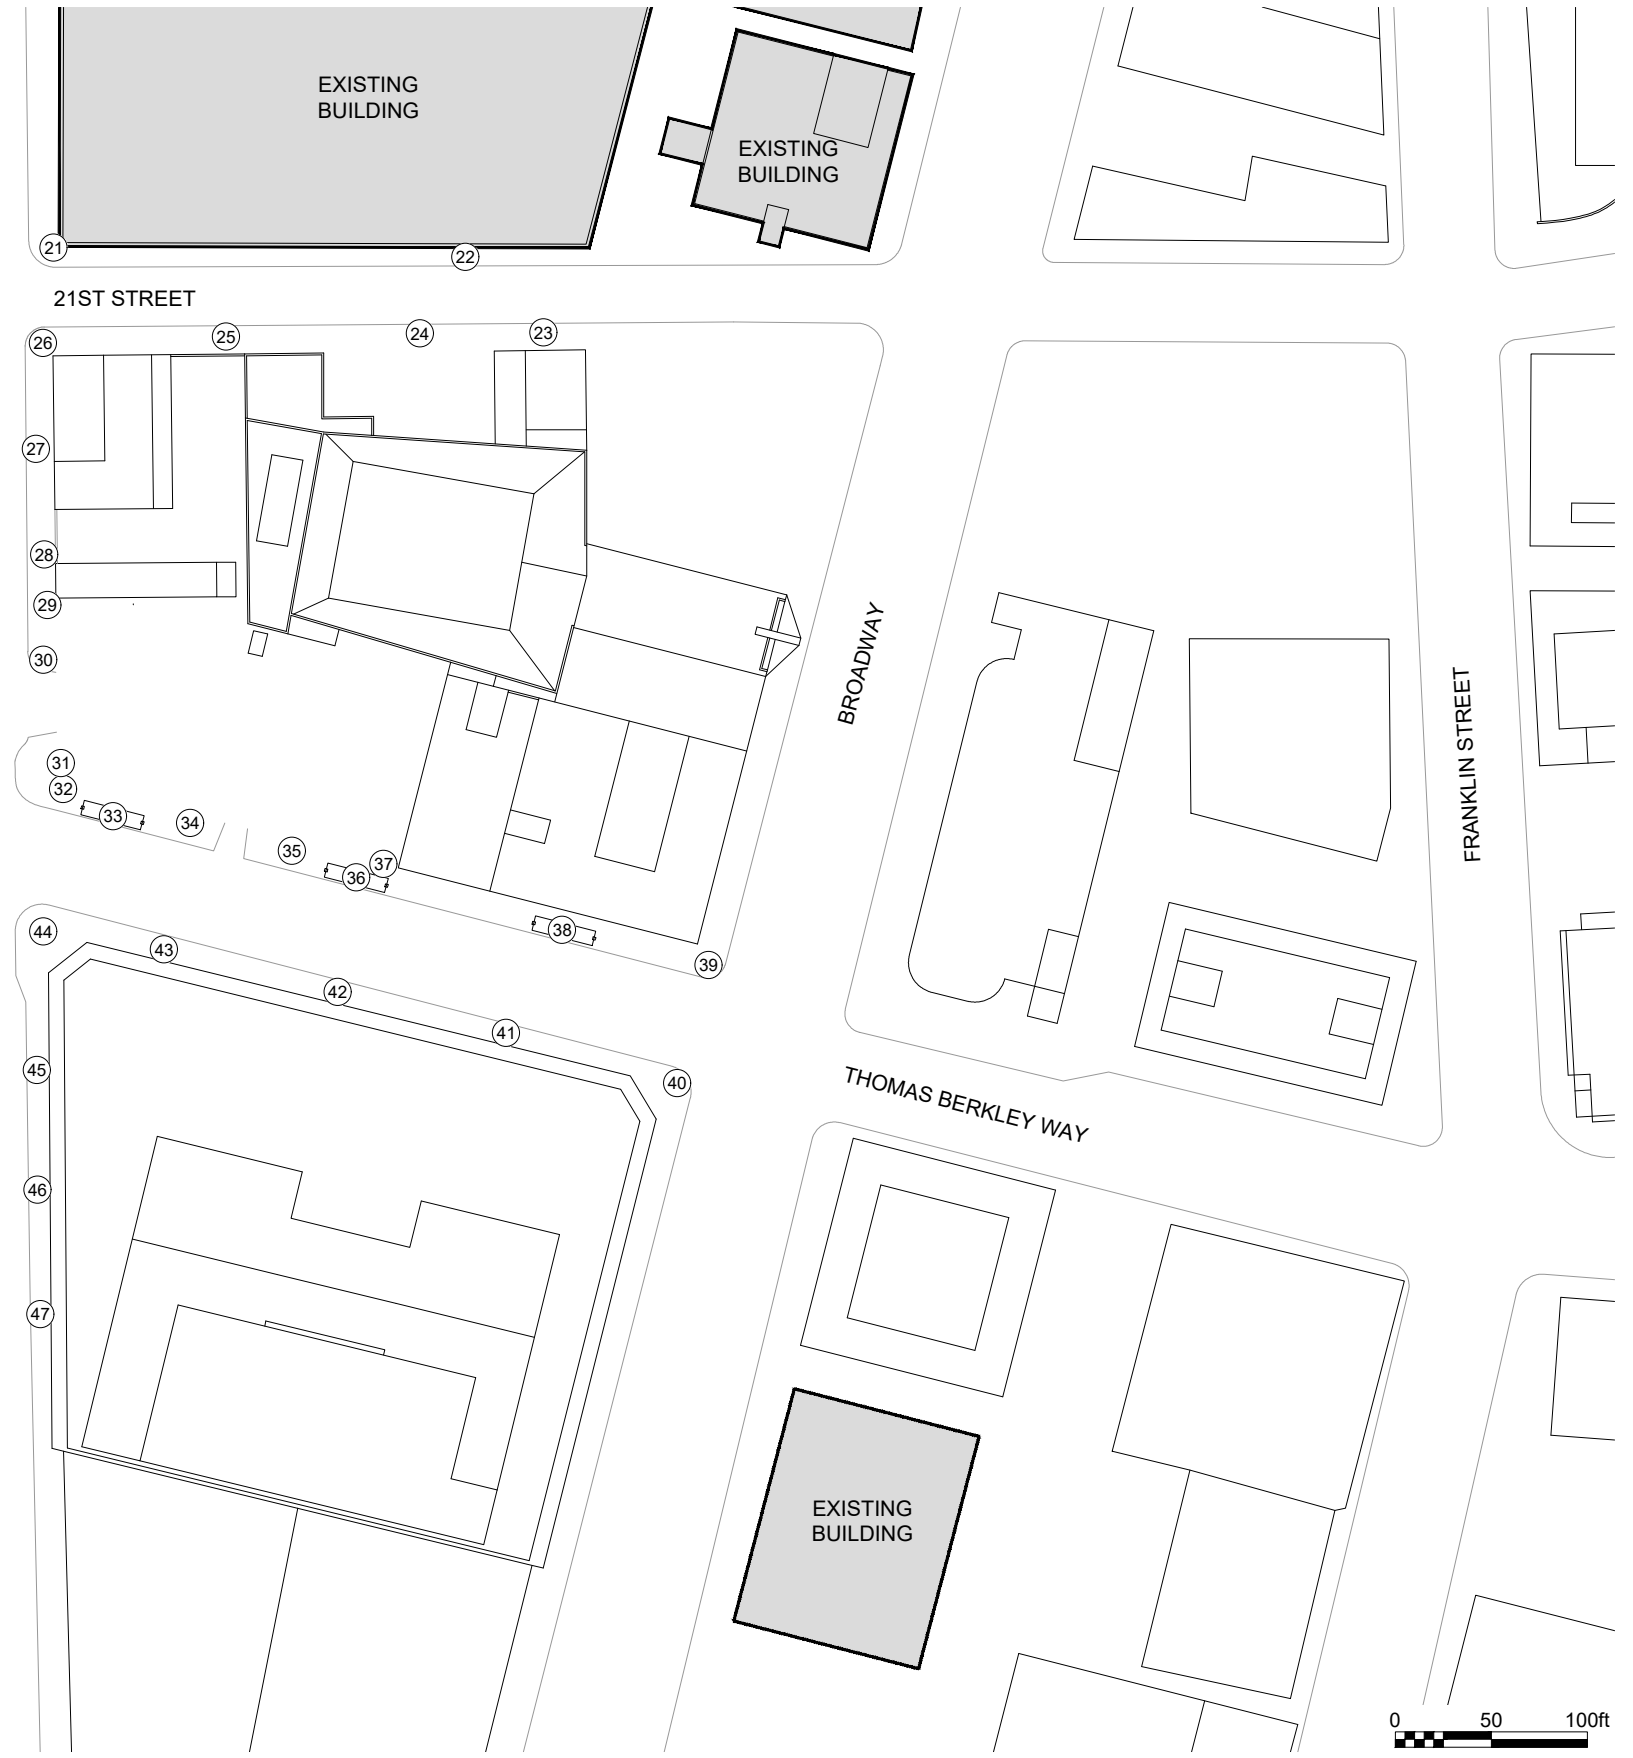 EXISTING
BUILDING
EXISTING
BUILDING
21
22
21ST STREET
26
25
24
23
27
28
29
30
BROADWAY
FRANKLIN STREET
31
32
33
34
35
36
37
38
39
44
43
42
41
40
45
THOMAS BERKLEY WAY
46
47
EXISTING
BUILDING
0 50 100ft